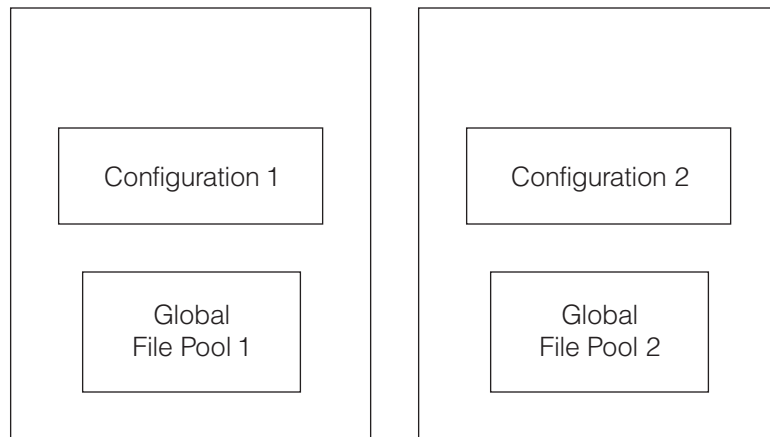 Configuration 1
Global
File Pool 1
Configuration 2
Global
File Pool 2